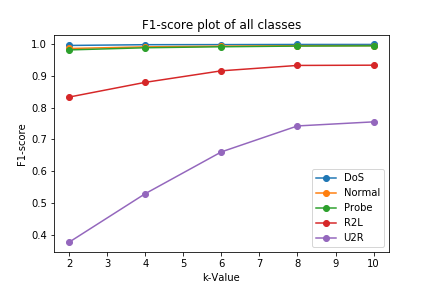 F1-score plot of all classes
1.0
0.9
0.8
0.7
0.6
0.5
0.4
F1-score
DoS
Normal
Probe
R2L
U2R
2 3 4 5 6 7 8 9 10
k-Value